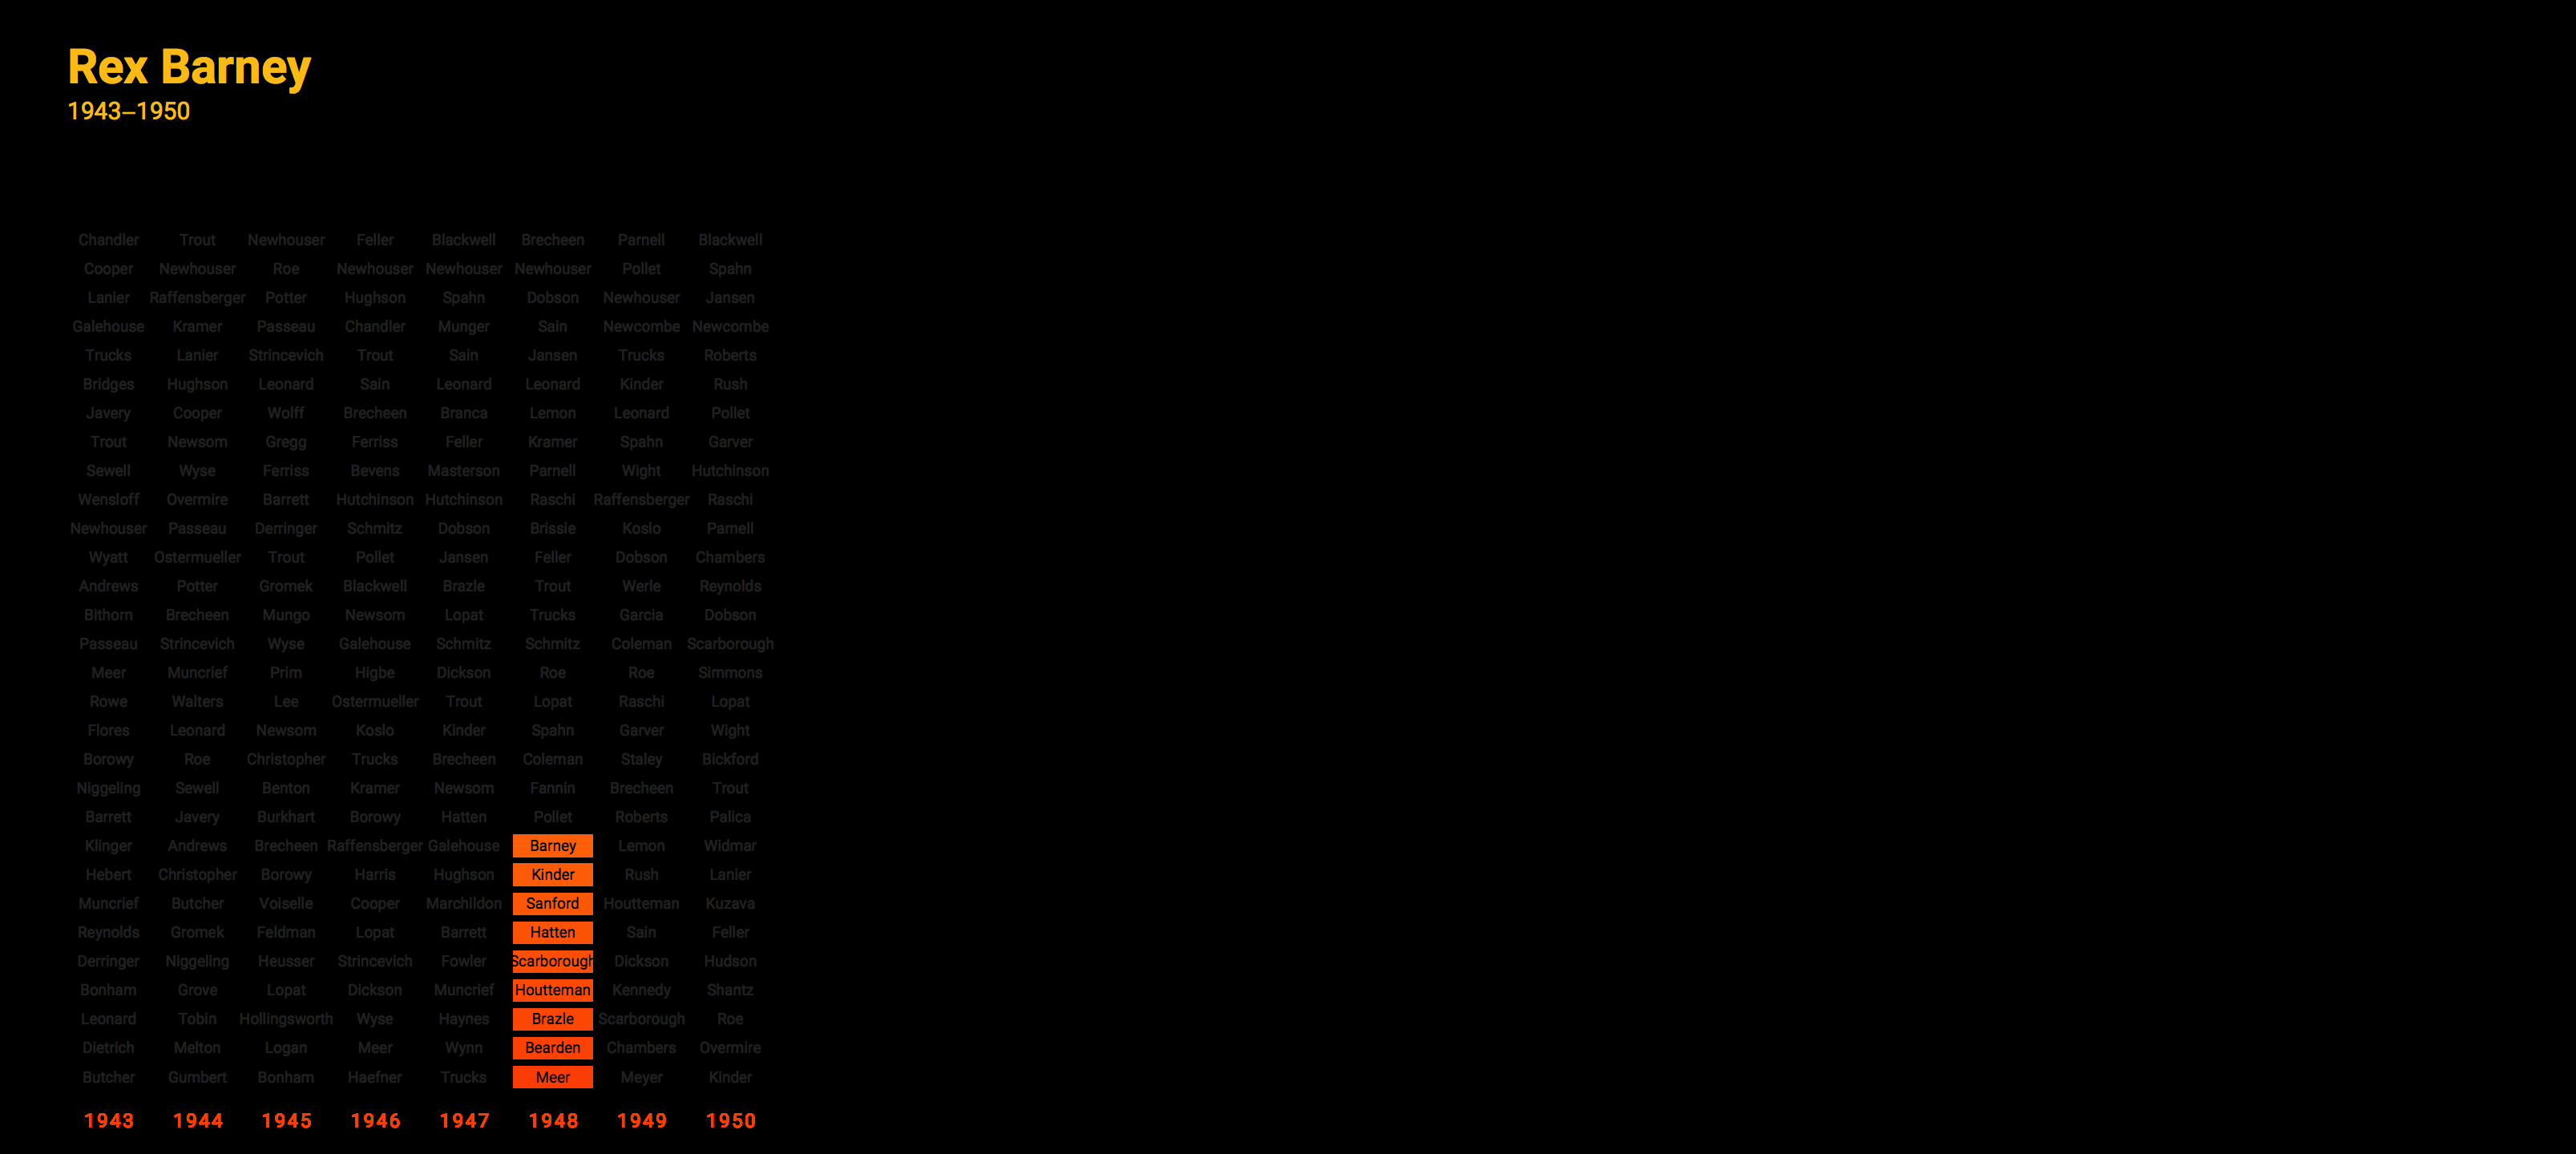 Rex Barney
1943–1950
Chandler Trout Newhouser Feller Blackwell Brecheen Parnell Blackwell
Cooper Newhouser Roe Newhouser Newhouser Newhouser Pollet Spahn
Lanier Raffensberger Potter Hughson Spahn Dobson Newhouser Jansen
Galehouse Kramer Passeau Chandler Munger Sain Newcombe Newcombe
Trucks Lanier Strincevich Trout Sain Jansen Trucks Roberts
Bridges Hughson Leonard Sain Leonard Leonard Kinder Rush
Javery Cooper Wolff Brecheen Branca Lemon Leonard Pollet
Trout Newsom Gregg Ferriss Feller Kramer Spahn Garver
Sewell Wyse Ferriss Bevens Masterson Parnell Wight Hutchinson
Wensloff Overmire Barrett Hutchinson Hutchinson Raschi Raffensberger Raschi
Newhouser Passeau Derringer Schmitz Dobson Brissie Koslo Parnell
Wyatt Ostermueller Trout Pollet Jansen Feller Dobson Chambers
Andrews Potter Gromek Blackwell Brazle Trout Werle Reynolds
Bithorn Brecheen Mungo Newsom Lopat Trucks Garcia Dobson
Passeau Strincevich Wyse Galehouse Schmitz Schmitz Coleman Scarborough
Meer Muncrief Prim Higbe Dickson Roe Roe Simmons
Rowe Walters Lee Ostermueller Trout Lopat Raschi Lopat
Flores Leonard Newsom Koslo Kinder Spahn Garver Wight
Borowy Roe Christopher Trucks Brecheen Coleman Staley Bickford
Niggeling Sewell Benton Kramer Newsom Fannin Brecheen Trout
Barrett Javery Burkhart Borowy Hatten Pollet Roberts Palica
Klinger Andrews Brecheen Raffensberger Galehouse Barney Lemon Widmar
Hebert Christopher Borowy Harris Hughson Kinder Rush Lanier
Muncrief Butcher Voiselle Cooper Marchildon Sanford Houtteman Kuzava
Reynolds Gromek Feldman Lopat Barrett Hatten Sain Feller
Derringer Niggeling Heusser Strincevich Fowler Scarborough Dickson Hudson
Bonham Grove Lopat Dickson Muncrief Houtteman Kennedy Shantz
Leonard Tobin Hollingsworth Wyse Haynes Brazle Scarborough Roe
Dietrich Melton Logan Meer Wynn Bearden Chambers Overmire
Butcher Gumbert Bonham Haefner Trucks Meer Meyer Kinder
1943 1944 1945 1946 1947 1948 1949 1950